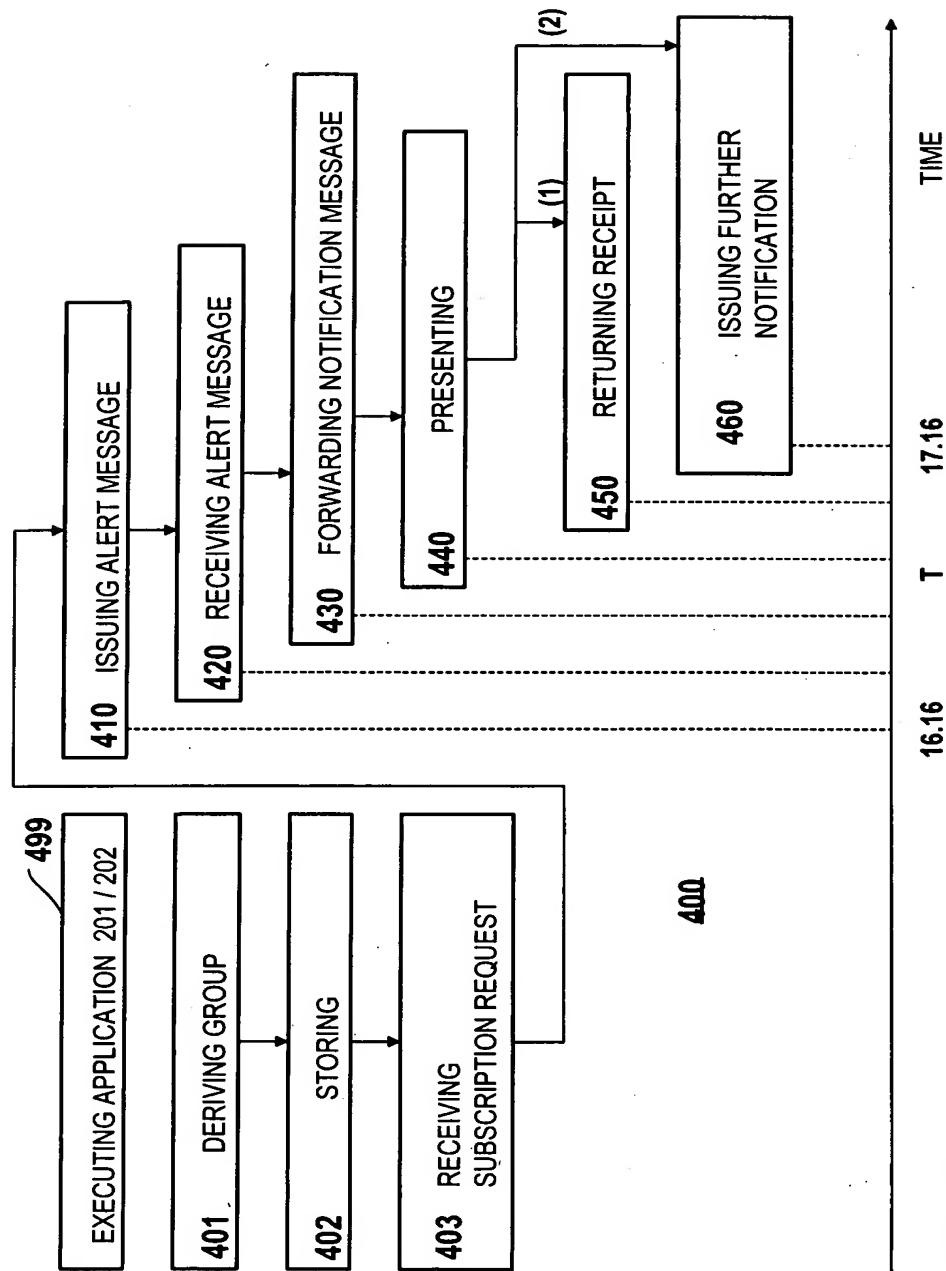 499
EXECUTING APPLICATION 201 / 202
401 DERIVING GROUP
402 STORING
403 RECEIVING
SUBSCRIPTION REQUEST
410 ISSUING ALERT MESSAGE
420 RECEIVING ALERT MESSAGE
430 FORWARDING NOTIFICATION MESSAGE
440 PRESENTING
(1)
(2)
450 RETURNING RECEIPT
460 ISSUING FURTHER
NOTIFICATION
400
16.16
T
17.16
TIME